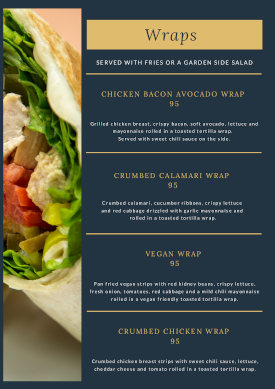 Wraps
SERVED WITH FRIES OR A GARDEN SIDE SALAD
CHICKEN BACON AVOCADO WRAP
95
Grilled chicken breast, crispy bacon, soft avocado, lettuce and
mayonnaise rolled in a toasted tortilla wrap.
Served with sweet chili sauce on the side.
CRUMBED CALAMARI WRAP
95
Crumbed calamari, cucumber ribbons, crispy lettuce
and red cabbage drizzled with garlic mayonnaise and
rolled in a toasted tortilla wrap.
VEGAN WRAP
95
Pan fried vegan strips with red kidney beans, crispy lettuce,
fresh onion, tomatoes, red cabbage and a mild chili mayonnaise
rolled in a vegan friendly toasted tortilla wrap.
CRUMBED CHICKEN WRAP
95
Crumbed chicken breast strips with sweet chili sauce, lettuce,
cheddar cheese and tomato rolled in a toasted tortilla wrap.